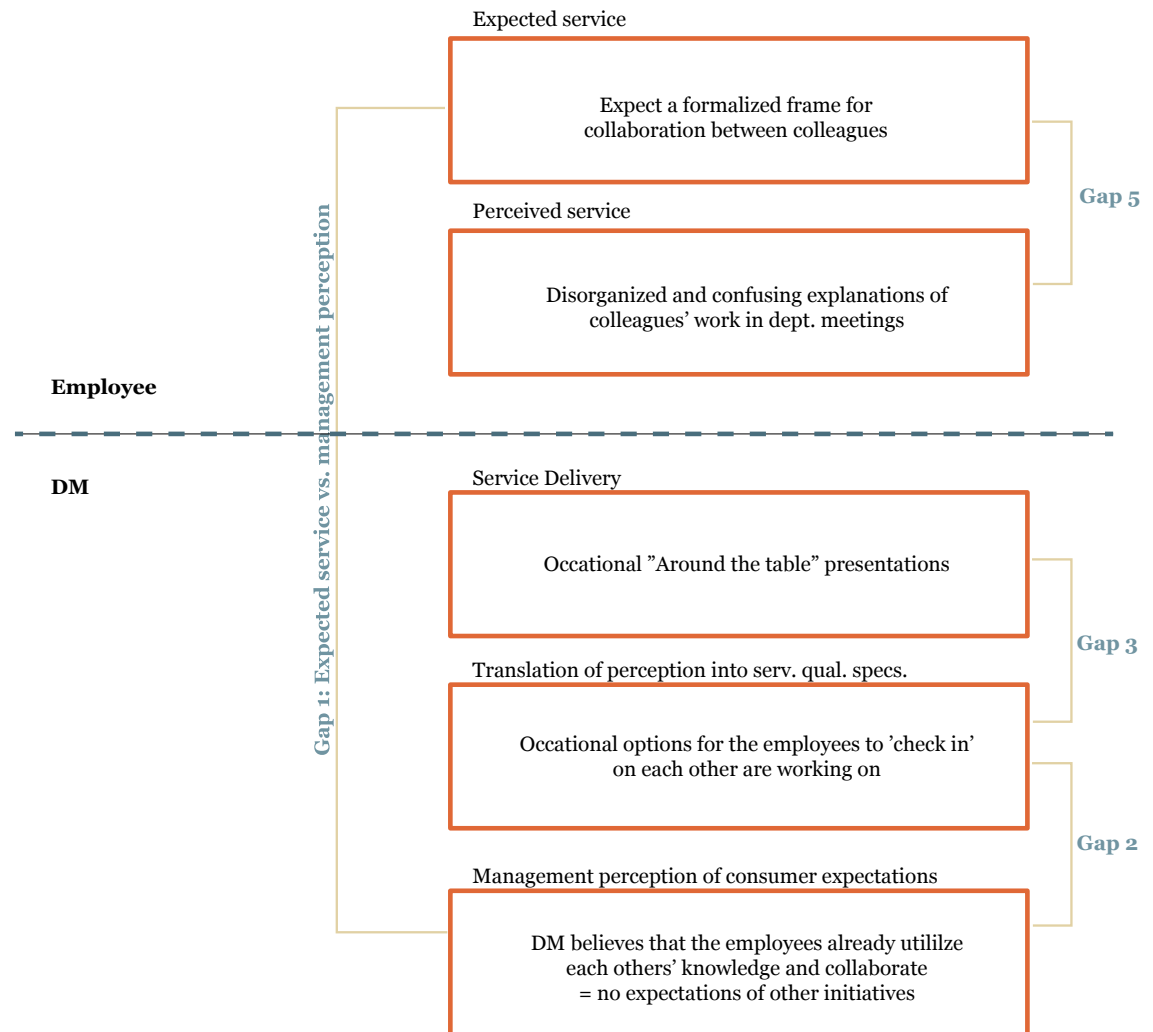 Expected service
Expect a formalized frame for
collaboration between colleagues
Gap 5
Perceived service
Disorganized and confusing explanations of
colleagues’ work in dept. meetings
Gap 1: Expected service vs. management perception
Employee
DM
Service Delivery
Occational ”Around the table” presentations
Gap 3
Translation of perception into serv. qual. specs.
Occational options for the employees to ’check in’
on each other are working on
Gap 2
Management perception of consumer expectations
DM believes that the employees already utililze
each others’ knowledge and collaborate
= no expectations of other initiatives